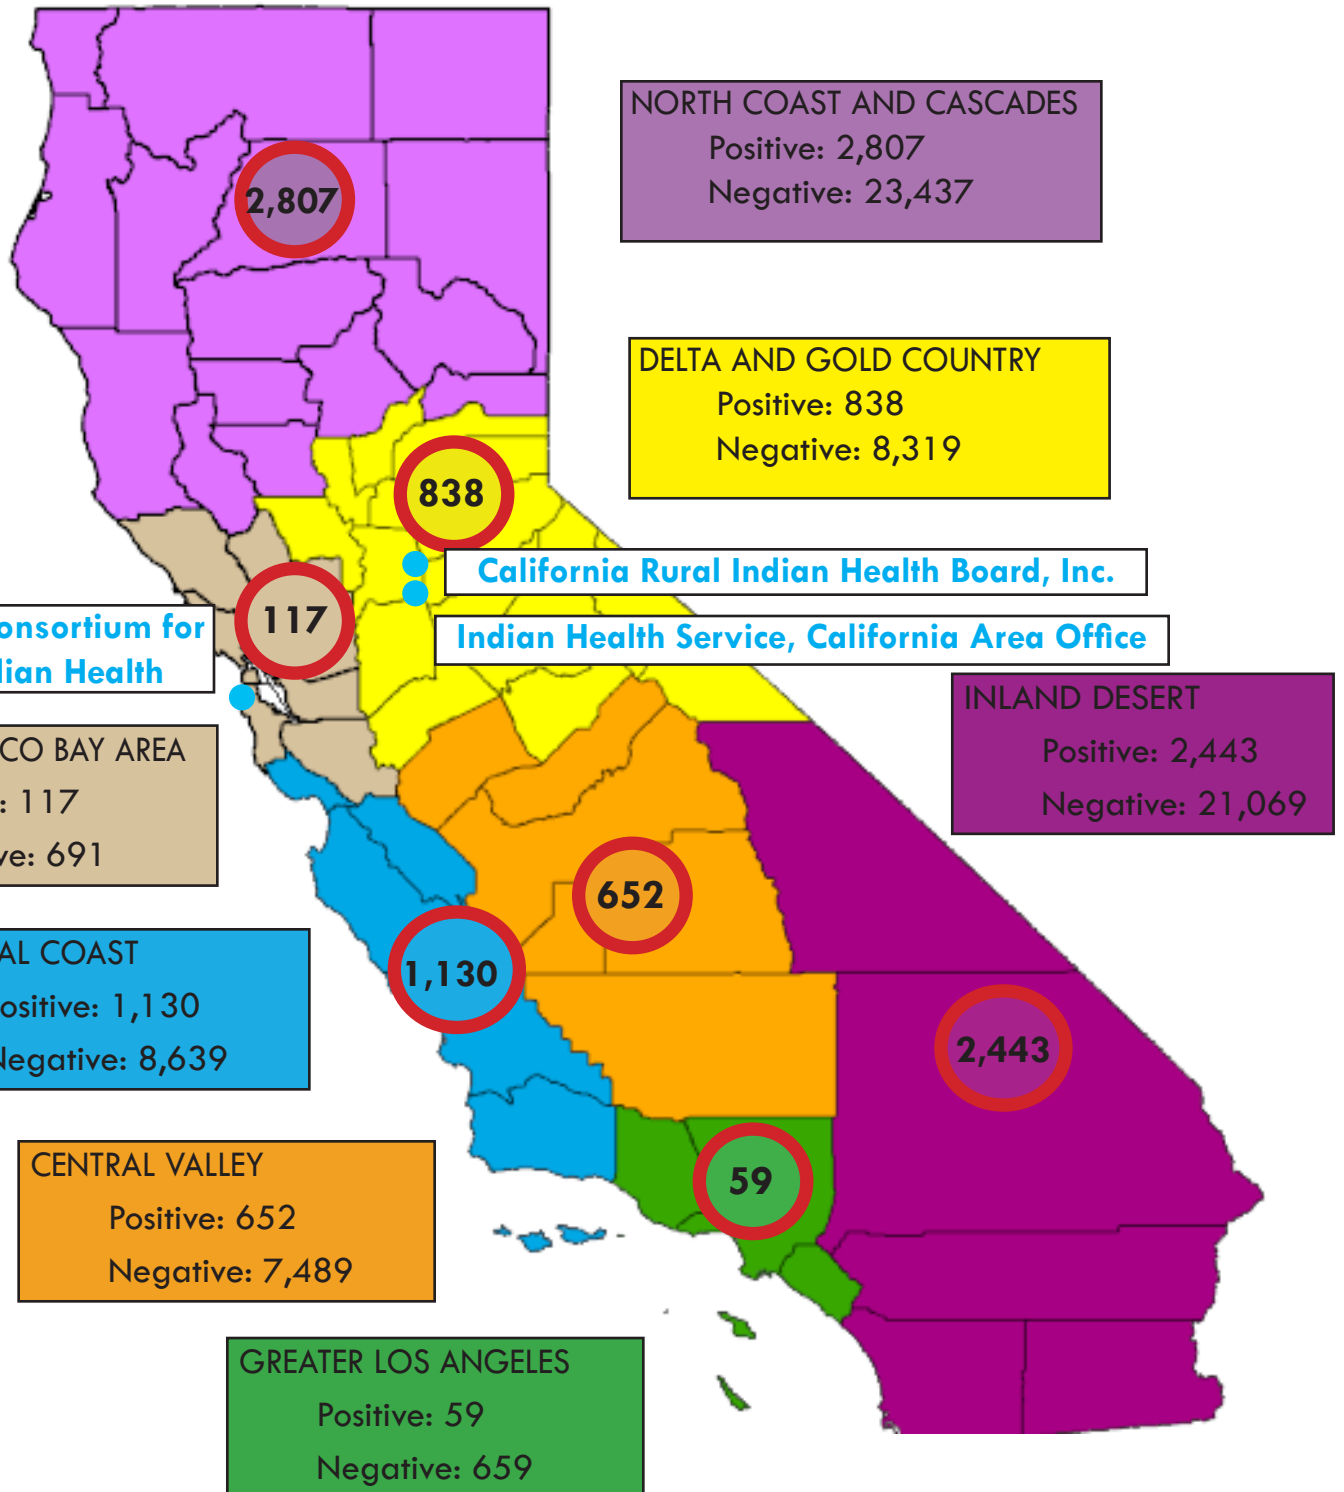 NORTH COAST AND CASCADES
Positive: 2,807
Negative: 23,437
2,807
DELTA AND GOLD COUNTRY
Positive: 838
Negative: 8,319
838
California Rural Indian Health Board, Inc.
Indian Health Service, California Area Office
117
onsortium for
dian Health
INLAND DESERT
Positive: 2,443
Negative: 21,069
CO BAY AREA
: 117
ve: 691
652
AL COAST
ositive: 1,130
Negative: 8,639
1,130
2,443
CENTRAL VALLEY
Positive: 652
Negative: 7,489
59
GREATER LOS ANGELES
Positive: 59
Negative: 659